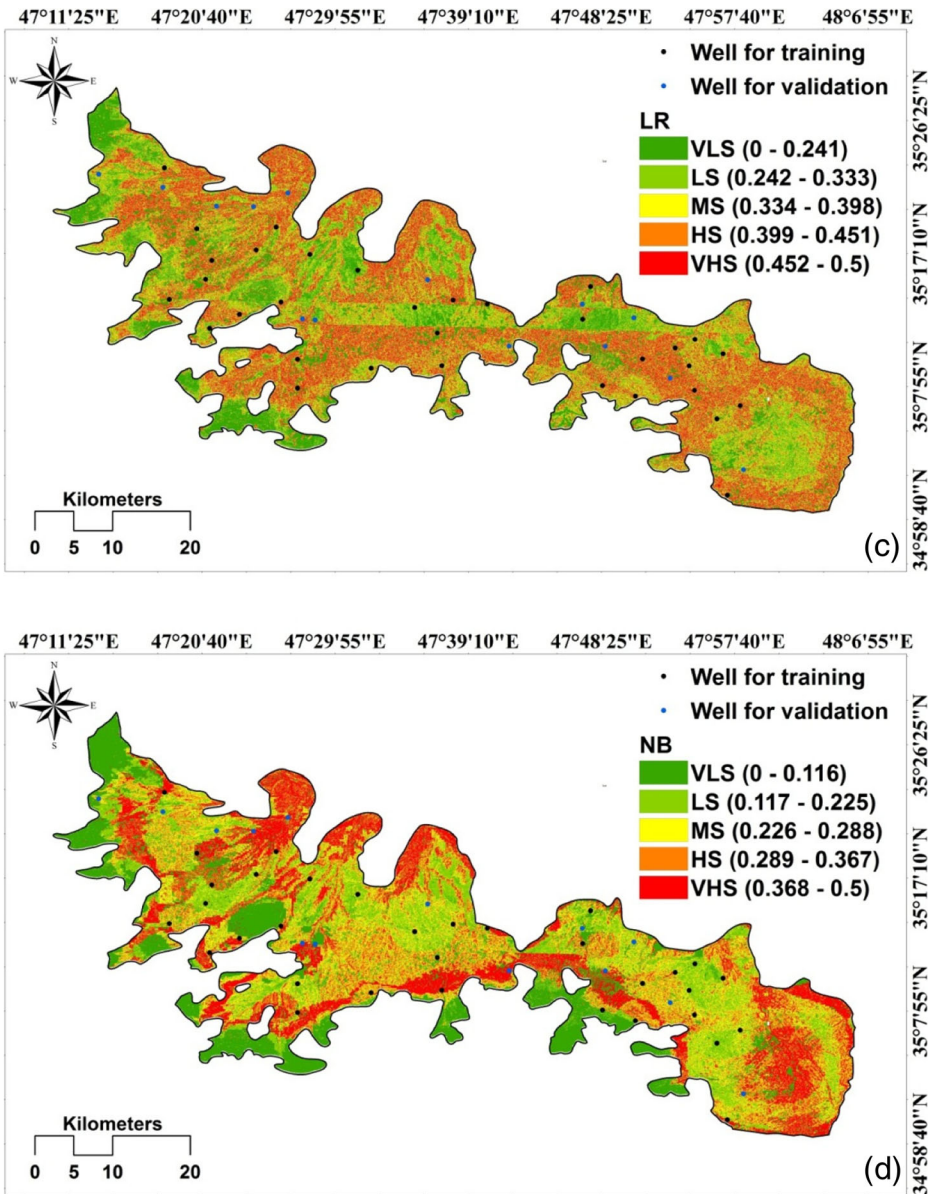 47°11'25"E 47°20'40"E 47°29'55"E 47°39'10"E 47°48'25"E 47°57'40"E 48°6'55"E
N
W E
S
Well for training
Well for validation
LR
VLS (0 - 0.241)
LS (0.242 - 0.333)
MS (0.334 - 0.398)
HS (0.399 - 0.451)
VHS (0.452 - 0.5)
35°26'25"N
35°17'10"N
35°7'55"N
34°58'40"N
Kilometers
0 5 10 20
(c)
47°11'25"E 47°20'40"E 47°29'55"E 47°39'10"E 47°48'25"E 47°57'40"E 48°6'55"E
N
W E
S
Well for training
Well for validation
NB
VLS (0 - 0.116)
LS (0.117 - 0.225)
MS (0.226 - 0.288)
HS (0.289 - 0.367)
VHS (0.368 - 0.5)
35°26'25"N
35°17'10"N
35°7'55"N
34°58'40"N
Kilometers
0 5 10 20
(d)